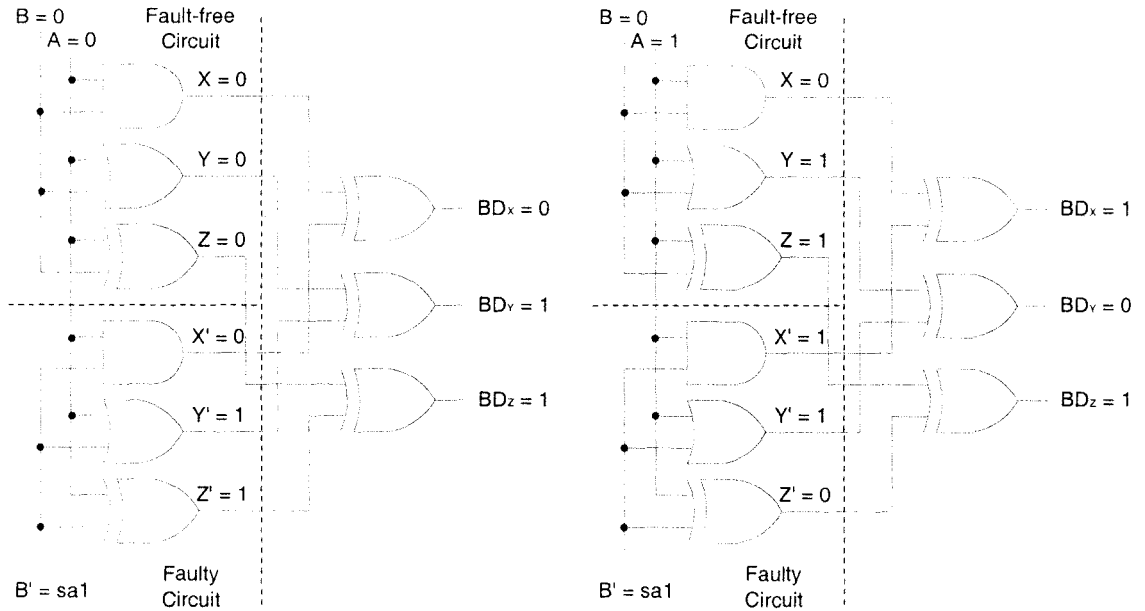 B = 0
A = 0
Fault-free
Circuit
X = 0
Y = 0
Z = 0
X' = 0
Y' = 1
Z' = 1
BDx = 0
BDY = 1
BDz = 1
B' = sa1
Faulty
Circuit
B = 0
A = 1
Fault-free
Circuit
X = 0
Y = 1
Z = 1
X' = 1
Y' = 1
Z' = 0
BDx = 1
BDY = 0
BDz = 1
B' = sa1
Faulty
Circuit